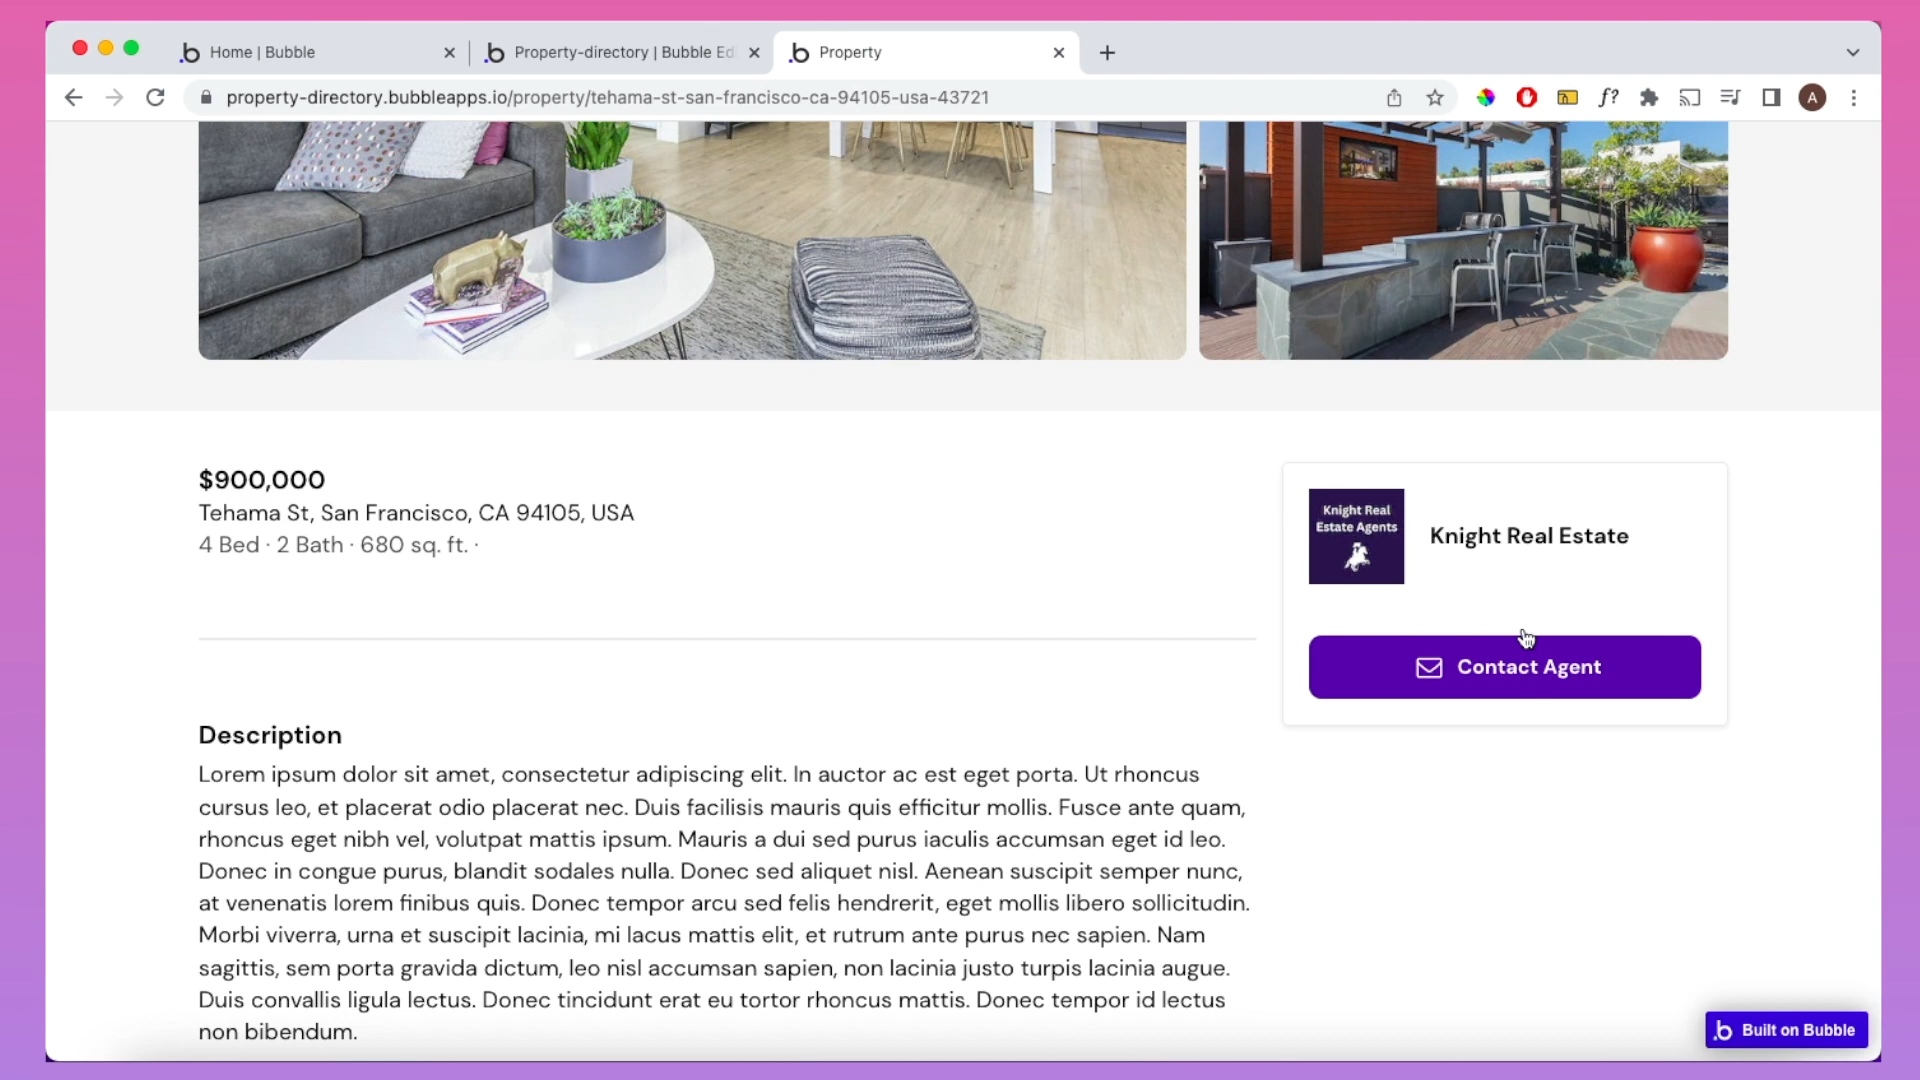 Home | Bubble
Property-directory | Bubble Ed
Property
property-directory.bubbleapps.io/property/tehama-st-san-francisco-ca-94105-usa-43721
f?
A
$900,000
Tehama St, San Francisco, CA 94105, USA
4 Bed · 2 Bath · 680 sq. ft. ·
Knight Real
Estate Agents
Knight Real Estate
Contact Agent
Description
Lorem ipsum dolor sit amet, consectetur adipiscing elit. In auctor ac est eget porta. Ut rhoncus
cursus leo, et placerat odio placerat nec. Duis facilisis mauris quis efficitur mollis. Fusce ante quam,
rhoncus eget nibh vel, volutpat mattis ipsum. Mauris a dui sed purus iaculis accumsan eget id leo.
Donec in congue purus, blandit sodales nulla. Donec sed aliquet nisl. Aenean suscipit semper nunc,
at venenatis lorem finibus quis. Donec tempor arcu sed felis hendrerit, eget mollis libero sollicitudin.
Morbi viverra, urna et suscipit lacinia, mi lacus mattis elit, et rutrum ante purus nec sapien. Nam
sagittis, sem porta gravida dictum, leo nisl accumsan sapien, non lacinia justo turpis lacinia augue.
Duis convallis ligula lectus. Donec tincidunt erat eu tortor rhoncus mattis. Donec tempor id lectus
non bibendum.
Built on Bubble